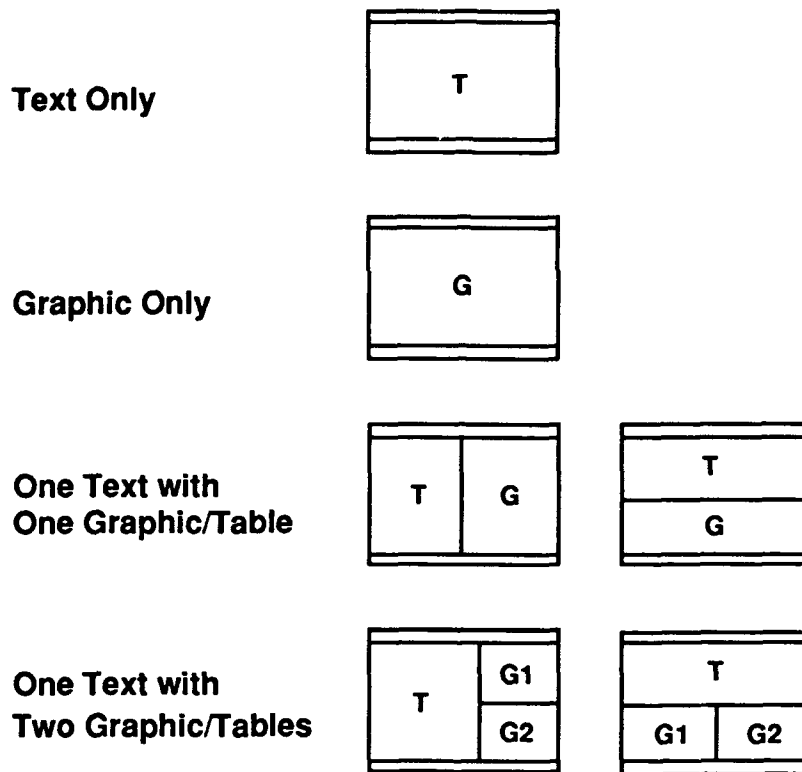 T
Text Only
G
Graphic Only
One Text with
One Graphic/Table
T G
T
G
One Text with
Two Graphic/Tables
T
G1
G2
T
G1 G2